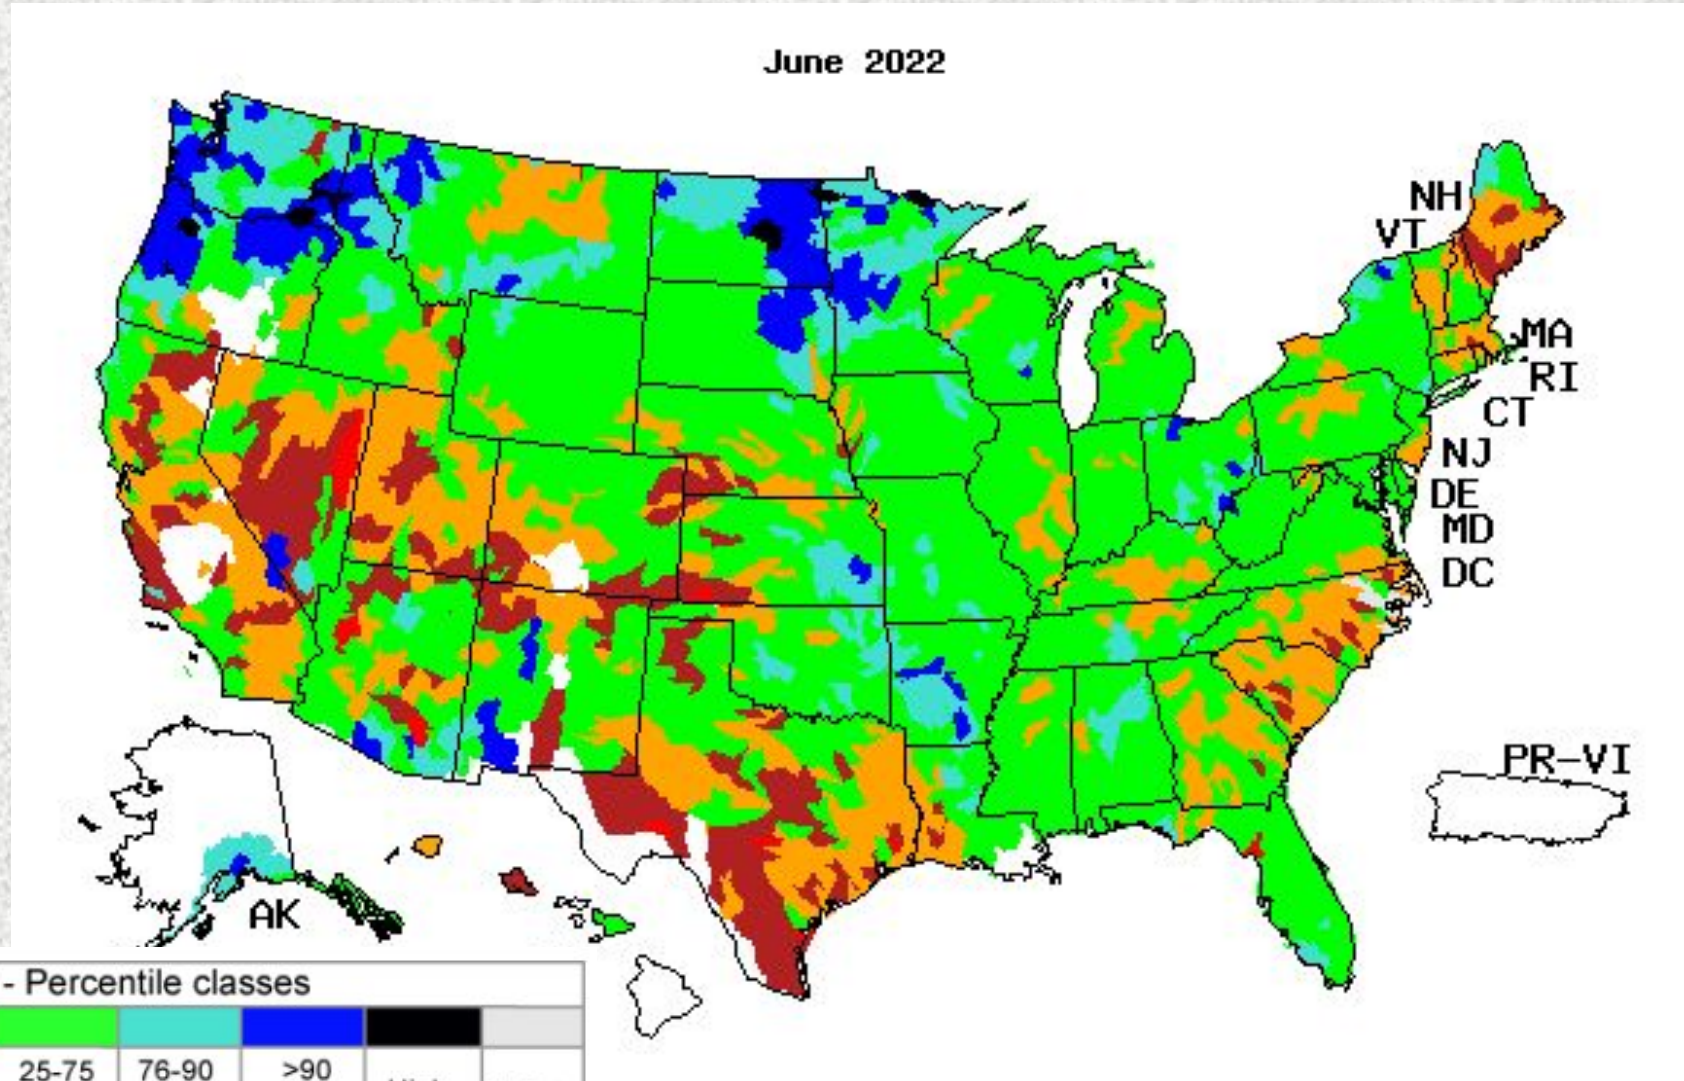 June 2022
NH
VT
MA
RI
CT
NJ
DE
MD
DC
PR-VI
AK
- Percentile classes
25-75 76-90 >90